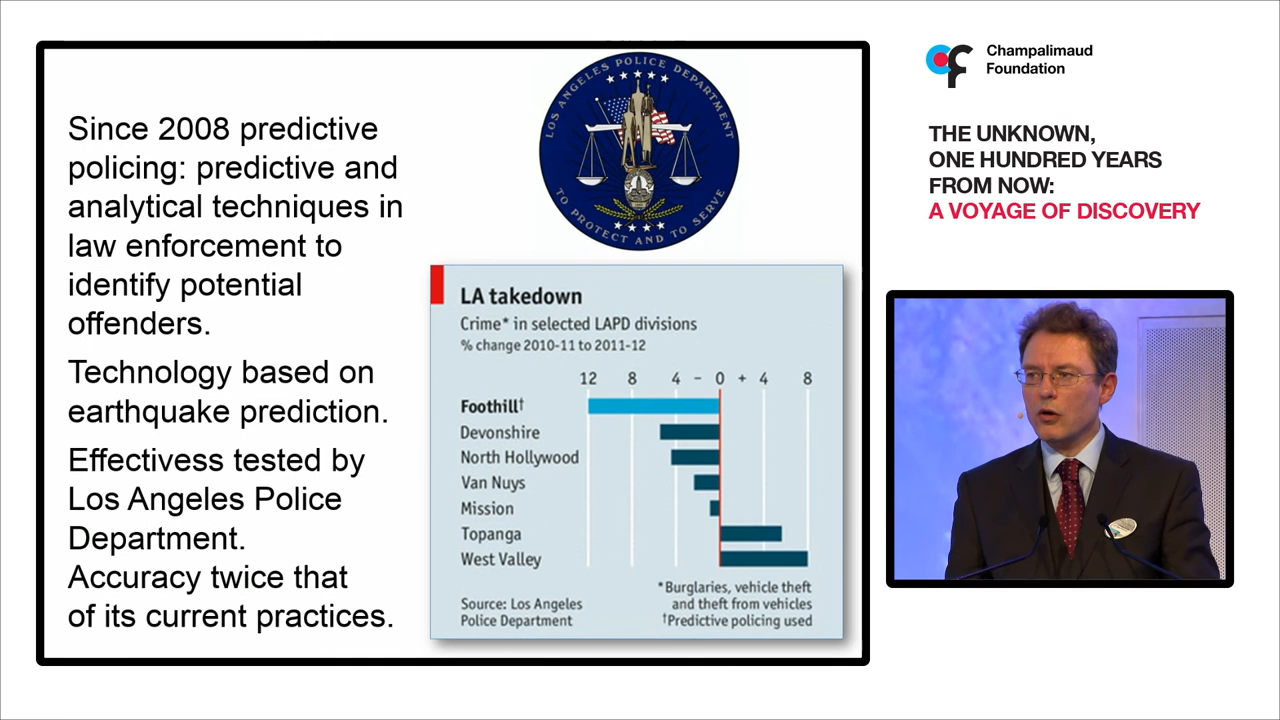 Since 2008 predictive
policing: predictive and
analytical techniques in
law enforcement to
identify potential
offenders.
Technology based on
earthquake prediction.
Effectivess tested by
Los Angeles Police
Department.
Accuracy twice that
of its current practices.
LOS ANGELES POLICE DEPARTMENT
TO PROTECT AND TO SERVE
LA takedown
Crime* in selected LAPD divisions
% change 2010-11 to 2011-12
12 8 4 – 0 + 4 8
Foothill†
Devonshire
North Hollywood
Van Nuys
Mission
Topanga
West Valley
*Burglaries, vehicle theft
and theft from vehicles
†Predictive policing used
Source: Los Angeles
Police Department
Champalimaud
Foundation
THE UNKNOWN,
ONE HUNDRED YEARS
FROM NOW:
A VOYAGE OF DISCOVERY